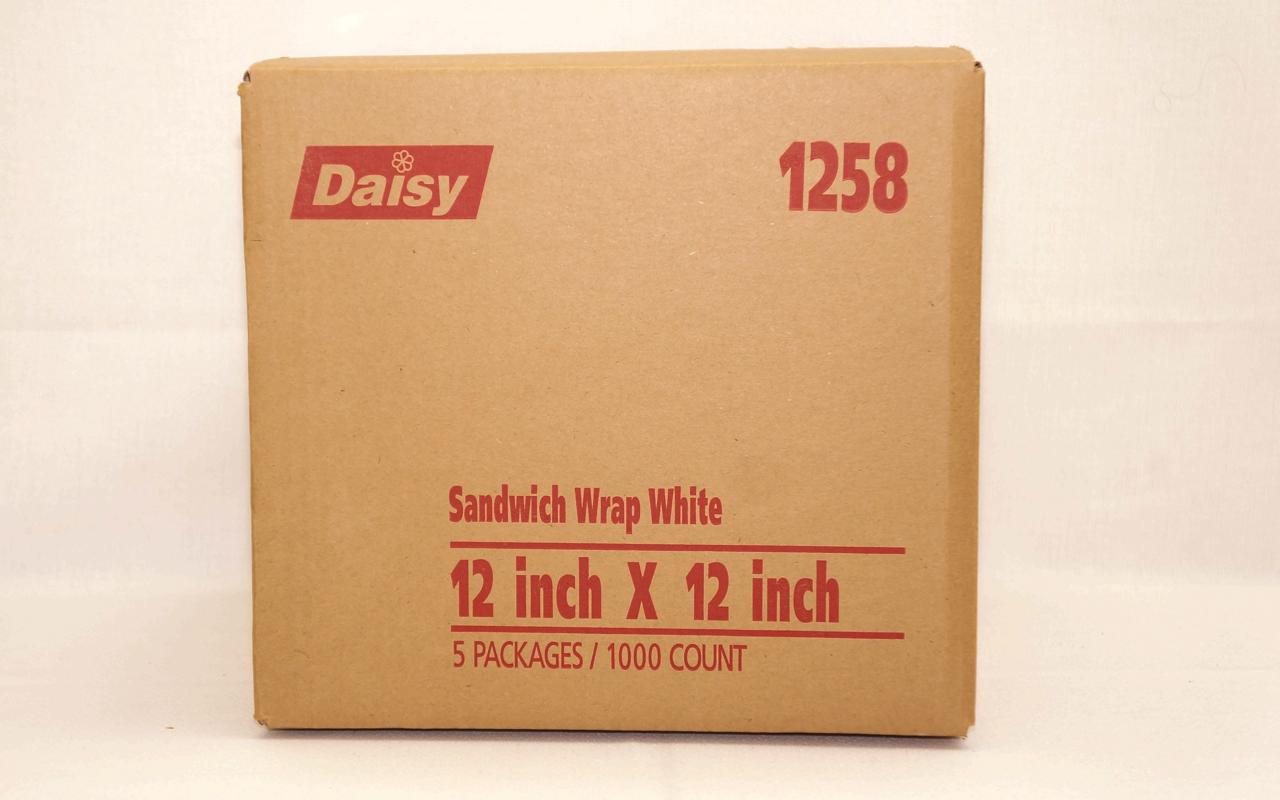 Daisy
1258
Sandwich Wrap White
12 inch X 12 inch
5 PACKAGES / 1000 COUNT